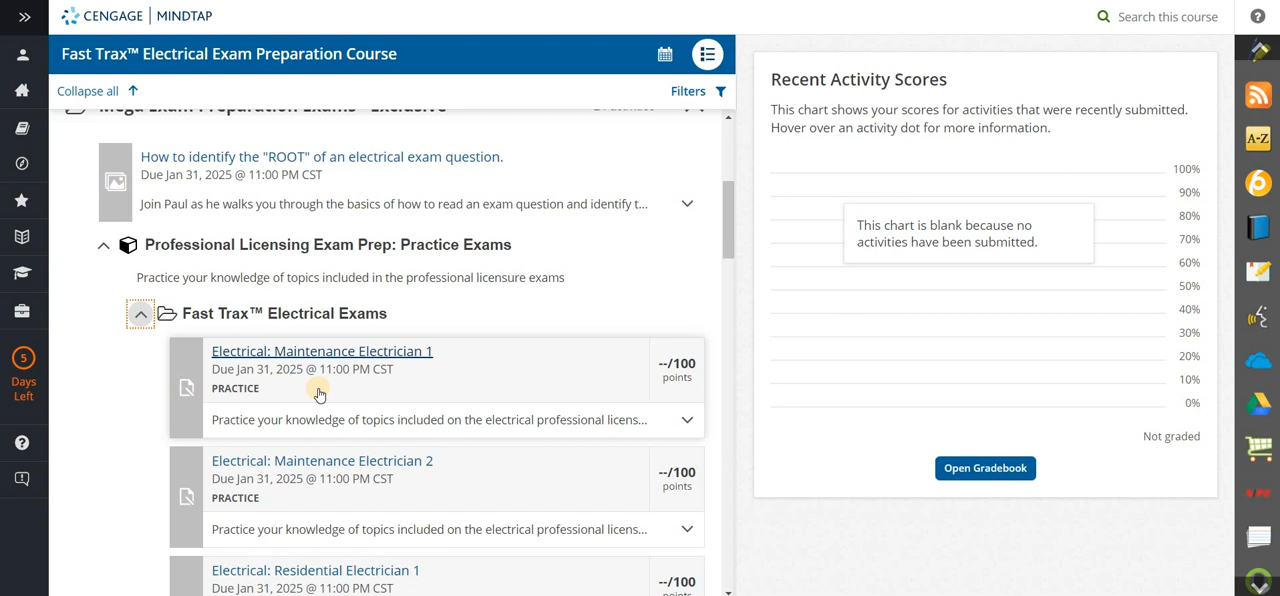 CENGAGE | MINDTAP
Search this course
Fast Trax™ Electrical Exam Preparation Course
Collapse all
Filters
Mega Exam Preparation Exams - Exclusive
How to identify the "ROOT" of an electrical exam question.
Due Jan 31, 2025 @ 11:00 PM CST
Join Paul as he walks you through the basics of how to read an exam question and identify t...
Professional Licensing Exam Prep: Practice Exams
Practice your knowledge of topics included in the professional licensure exams
Fast Trax™ Electrical Exams
Electrical: Maintenance Electrician 1
Due Jan 31, 2025 @ 11:00 PM CST
PRACTICE
--/100
points
Practice your knowledge of topics included on the electrical professional licens...
Electrical: Maintenance Electrician 2
Due Jan 31, 2025 @ 11:00 PM CST
PRACTICE
--/100
points
Practice your knowledge of topics included on the electrical professional licens...
Electrical: Residential Electrician 1
Due Jan 31, 2025 @ 11:00 PM CST
--/100
points
5
Days
Left
Recent Activity Scores
This chart shows your scores for activities that were recently submitted.
Hover over an activity dot for more information.
100%
90%
80%
70%
60%
50%
40%
30%
20%
10%
0%
This chart is blank because no
activities have been submitted.
Not graded
Open Gradebook
A-Z